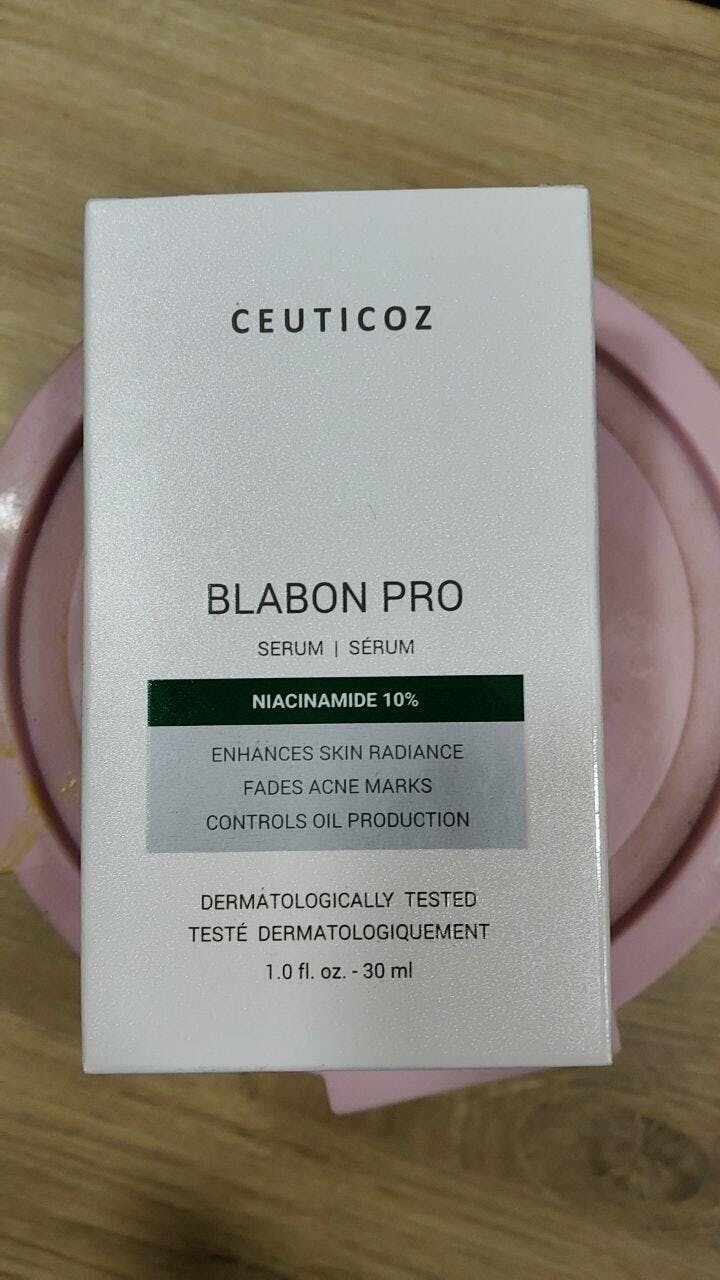 CEUTICOZ
BLABON PRO
SERUM | SÉRUM
NIACINAMIDE 10%
ENHANCES SKIN RADIANCE
FADES ACNE MARKS
CONTROLS OIL PRODUCTION
DERMATOLOGICALLY TESTED
TESTÉ DERMATOLOGIQUEMENT
1.0 fl. oz. - 30 ml